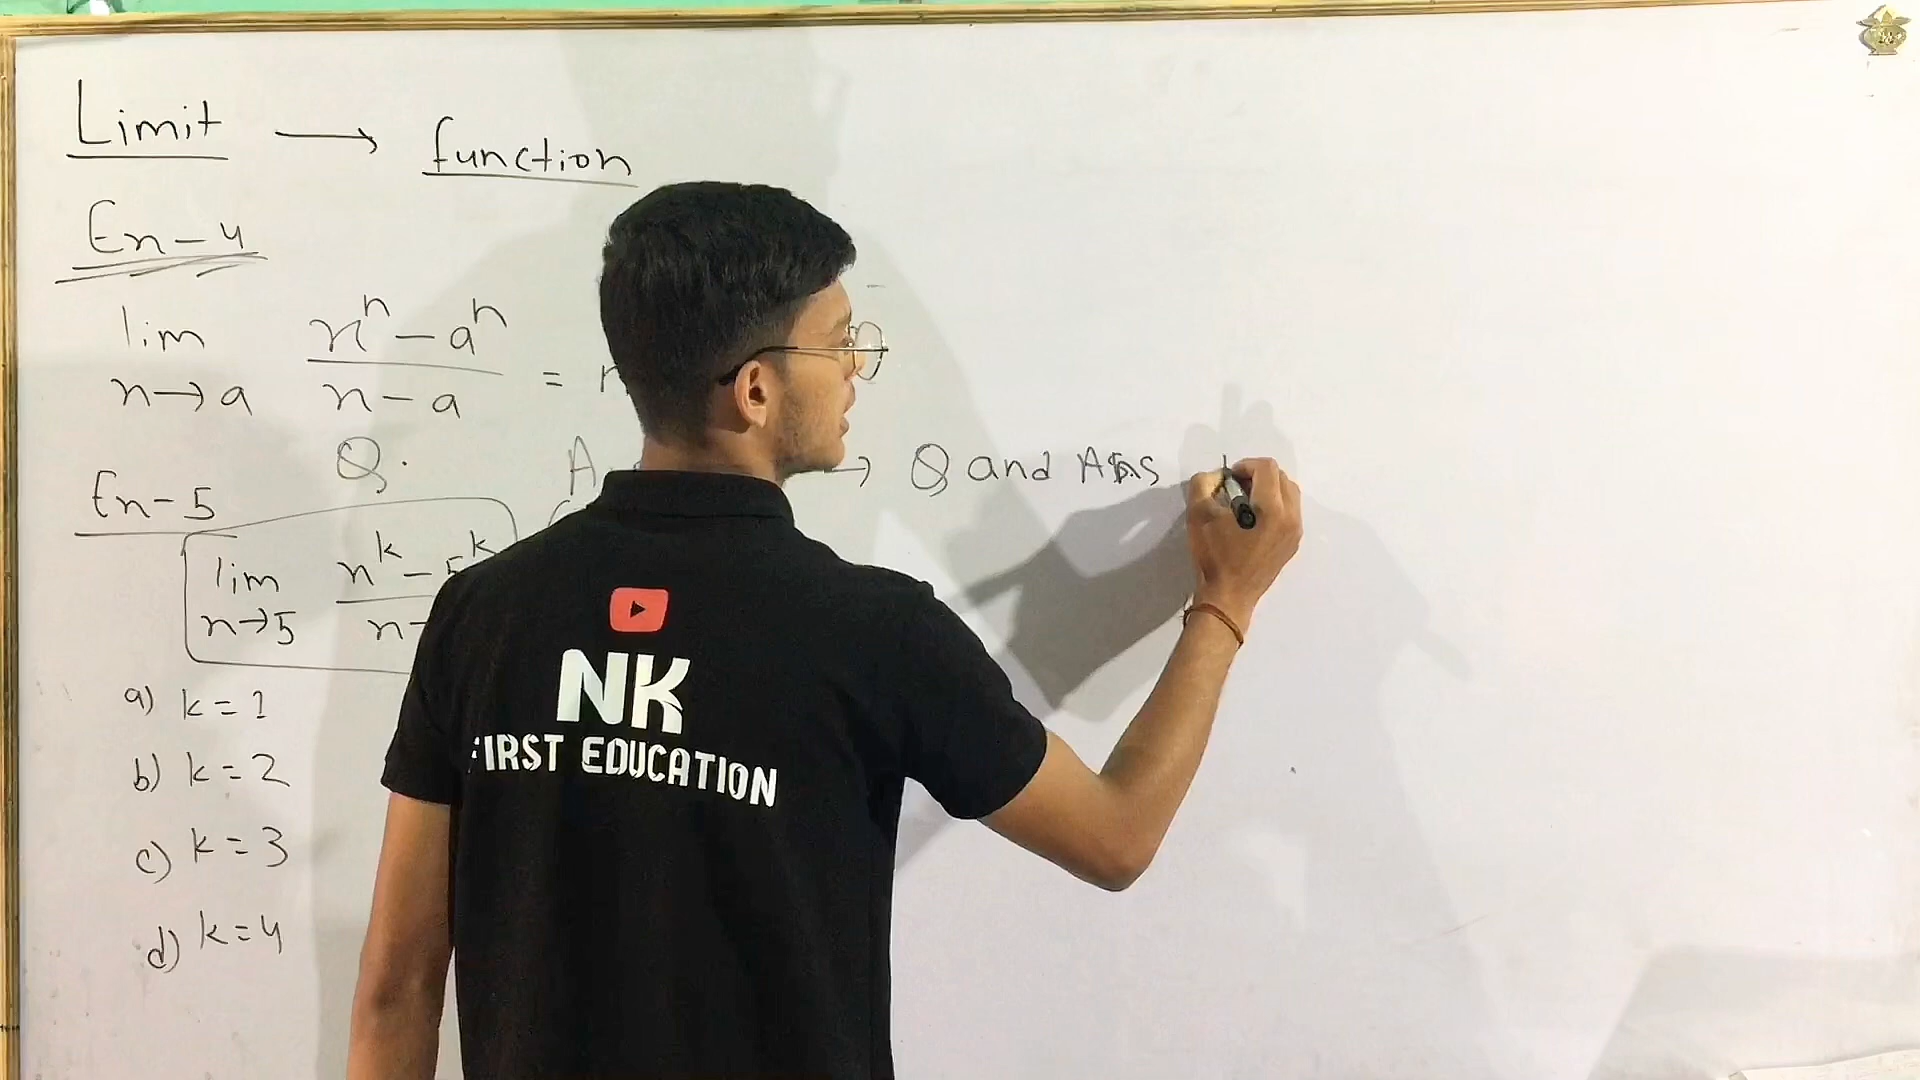 Limit → function
Ex-4
lim x→a xⁿ - aⁿ / x - a =
Q. → Q and Ans
Ex-5
lim x→5 xᵏ - 5ᵏ
a) k = 1
b) k = 2
c) k = 3
d) k = 4
NK
FIRST EDUCATION